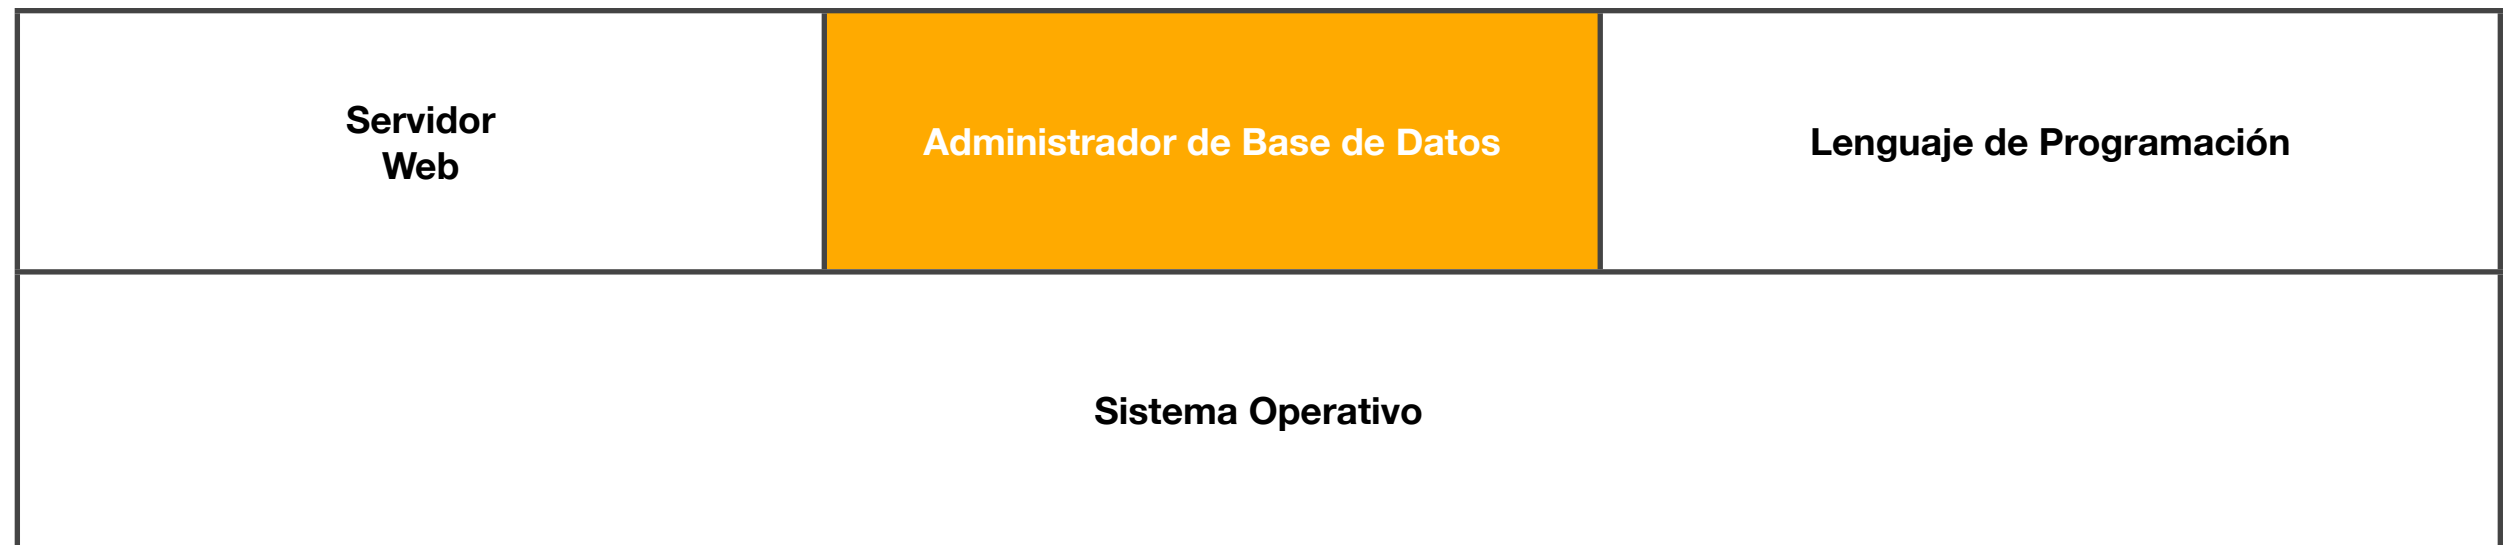 Servidor
Web
Administrador de Base de Datos
Lenguaje de Programación
Sistema Operativo